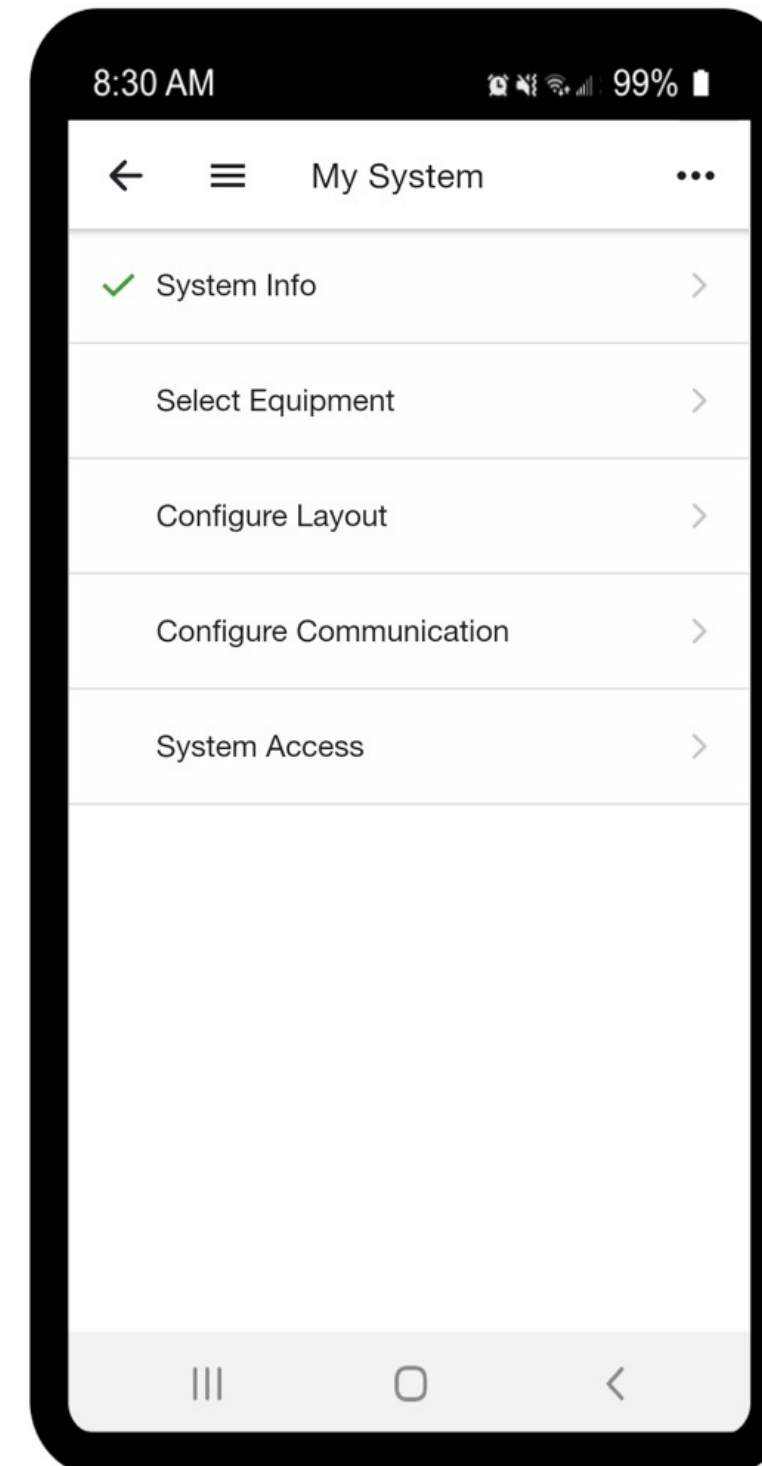 8:30 AM 99%
My System
System Info
Select Equipment
Configure Layout
Configure Communication
System Access